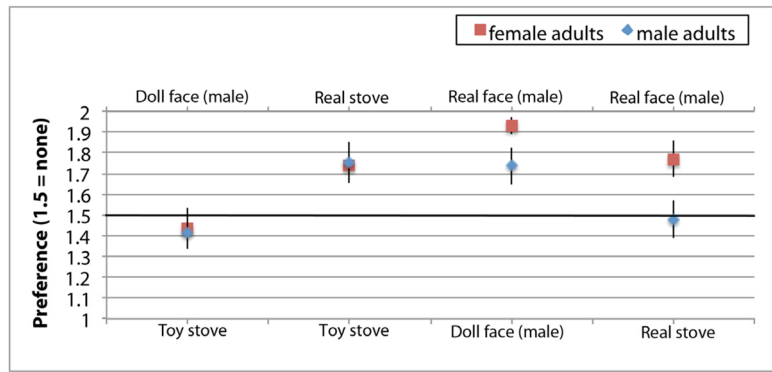 female adults male adults
Doll face (male) Real stove Real face (male) Real face (male)
Preference (1.5 = none)
2
1.9
1.8
1.7
1.6
1.5
1.4
1.3
1.2
1.1
1
Toy stove Toy stove Doll face (male) Real stove